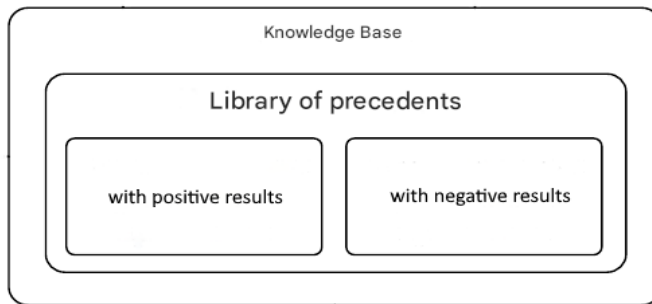 Knowledge Base
Library of precedents
with positive results
with negative results